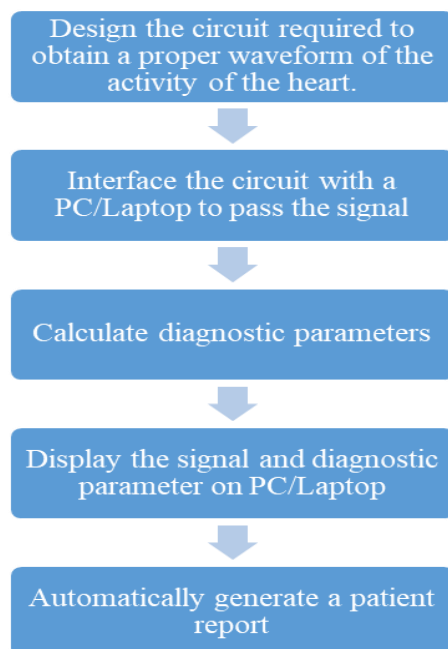 Design the circuit required to
obtain a proper waveform of the
activity of the heart.
Interface the circuit with a
PC/Laptop to pass the signal
Calculate diagnostic parameters
Display the signal and diagnostic
parameter on PC/Laptop
Automatically generate a patient
report